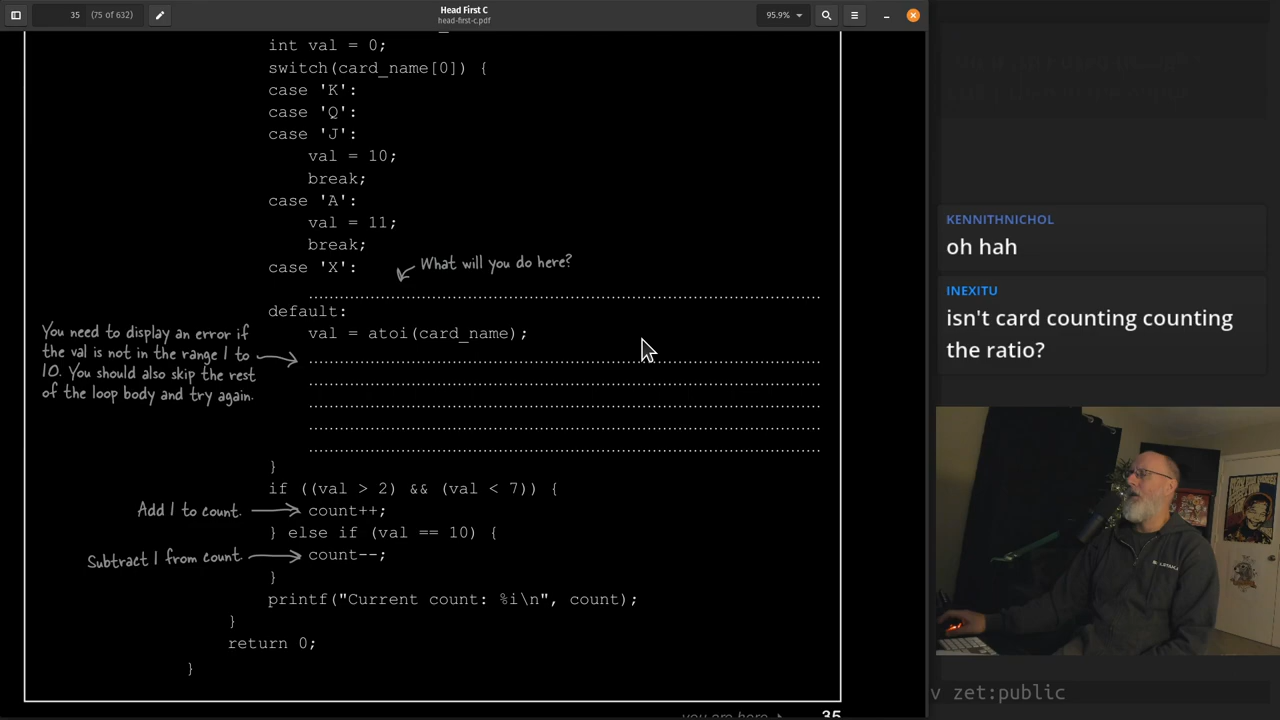 35 (75 of 632)
Head First C
head-first-c.pdf
95.9%
int val = 0;
switch(card_name[0]) {
case 'K':
case 'Q':
case 'J':
val = 10;
break;
case 'A':
val = 11;
break;
case 'X':
What will you do here?
default:
val = atoi(card_name);
You need to display an error if
the val is not in the range 1 to
10. You should also skip the rest
of the loop body and try again.
}
if ((val > 2) && (val < 7)) {
Add 1 to count.
count++;
} else if (val == 10) {
Subtract 1 from count.
count--;
}
printf("Current count: %i\n", count);
}
return 0;
}
you are here
35
KENNITHNICHOL
oh hah
INEXITU
isn't card counting counting
the ratio?
v zet:public